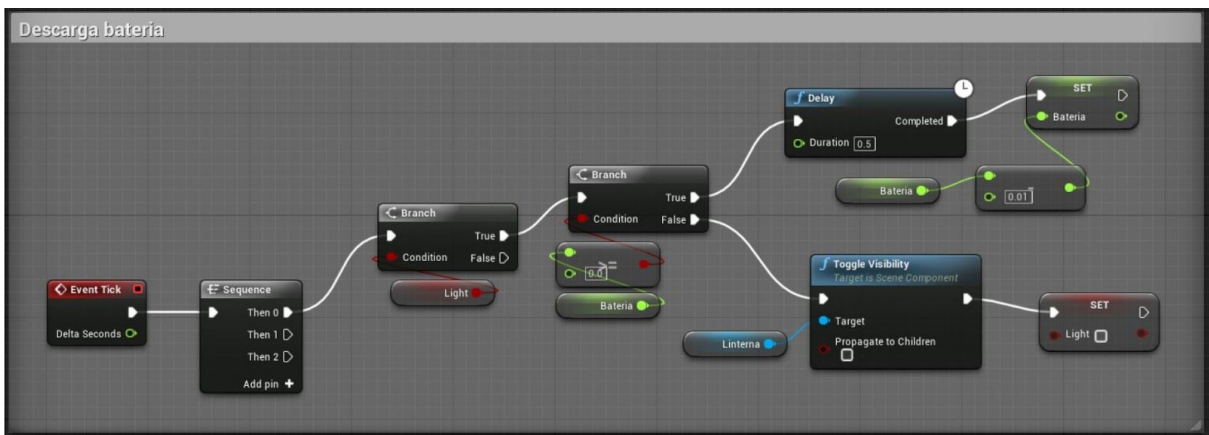 Descarga bateria
Event Tick
Delta Seconds
Sequence
Then 0
Then 1
Then 2
Add pin
Branch
True
Condition
False
Light
Branch
True
Condition
False
>=
0.0
Bateria
Delay
Completed
Duration 0.5
Bateria
-
0.01
SET
Bateria
Toggle Visibility
Target is Scene Component
Target
Propagate to Children
Linterna
SET
Light